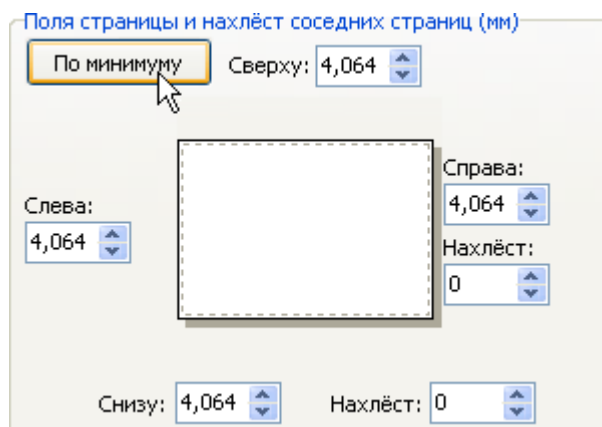 Поля страницы и нахлёст соседних страниц (мм)
По минимуму Сверху: 4,064
Справа:
4,064
Слева:
4,064
Нахлёст:
0
Снизу: 4,064 Нахлёст: 0